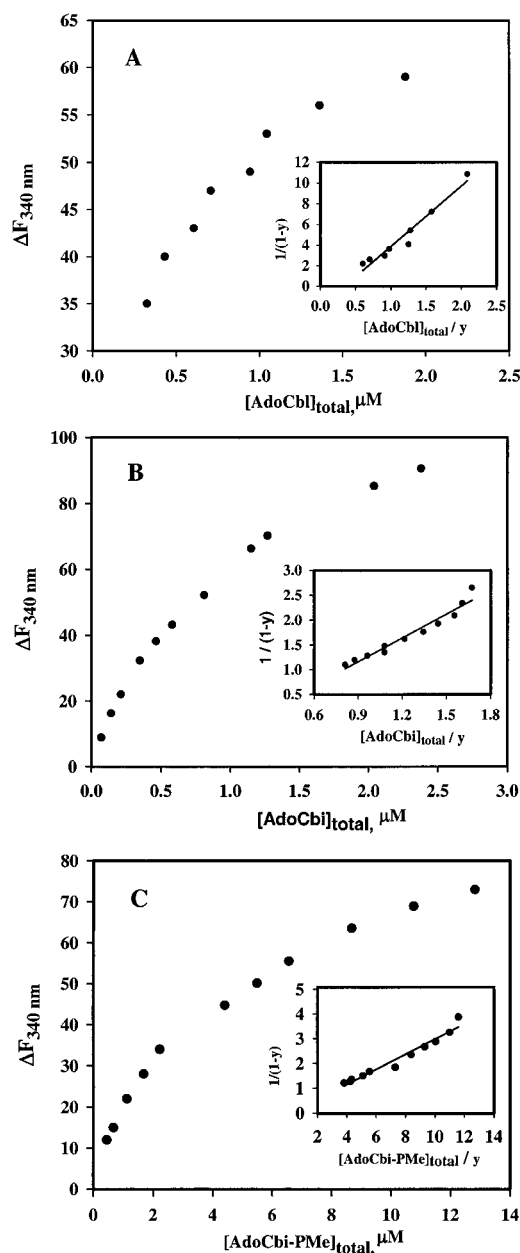 A
65
60
55
50
45
40
35
30
ΔF340 nm
0.0 0.5 1.0 1.5 2.0 2.5
[AdoCbl]total, μM
12
10
8
6
4
2
0
1/(1-y)
0.0 0.5 1.0 1.5 2.0 2.5
[AdoCbl]total / y
B
100
80
60
40
20
0
ΔF340 nm
0.0 0.5 1.0 1.5 2.0 2.5 3.0
[AdoCbi]total, μM
3.0
2.5
2.0
1.5
1.0
0.5
1 / (1-y)
0.6 0.9 1.2 1.5 1.8
[AdoCbi]total / y
C
80
70
60
50
40
30
20
10
0
ΔF340 nm
0 2 4 6 8 10 12 14
[AdoCbi-PMe]total, μM
5
4
3
2
1
0
1/(1-y)
2 4 6 8 10 12 14
[AdoCbi-PMe]total / y